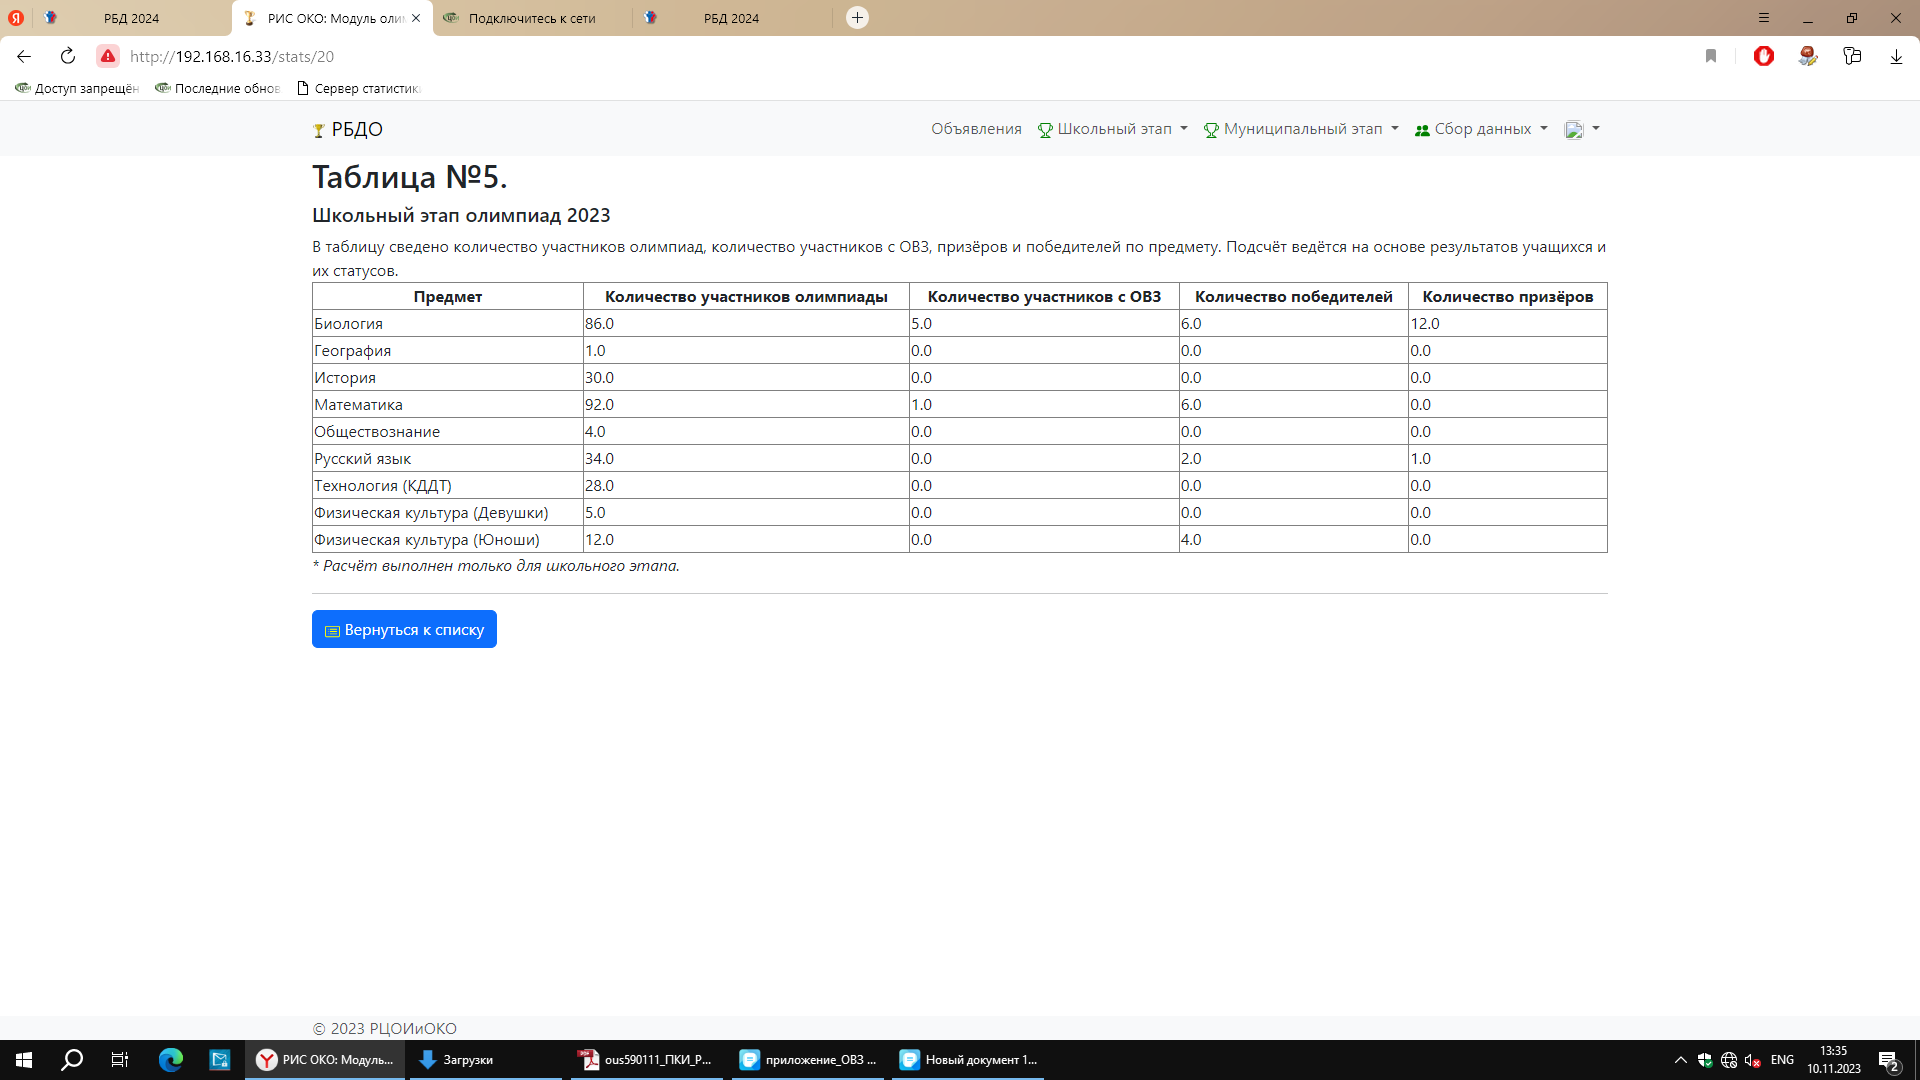 РБД 2024
РИС ОКО: Модуль оли
Подключитесь к сети
РБД 2024
http://192.168.16.33/stats/20
Доступ запрещён
Последние обнов
Сервер статистик
РБДО
Объявления
Школьный этап
Муниципальный этап
Сбор данных
Таблица №5.
Школьный этап олимпиад 2023
В таблицу сведено количество участников олимпиад, количество участников с ОВЗ, призёров и победителей по предмету. Подсчёт ведётся на основе результатов учащихся и
их статусов.
Предмет Количество участников олимпиады Количество участников с ОВЗ Количество победителей Количество призёров
Биология 86.0 5.0 6.0 12.0
География 1.0 0.0 0.0 0.0
История 30.0 0.0 0.0 0.0
Математика 92.0 1.0 6.0 0.0
Обществознание 4.0 0.0 0.0 0.0
Русский язык 34.0 0.0 2.0 1.0
Технология (КДДТ) 28.0 0.0 0.0 0.0
Физическая культура (Девушки) 5.0 0.0 0.0 0.0
Физическая культура (Юноши) 12.0 0.0 4.0 0.0
* Расчёт выполнен только для школьного этапа.
Вернуться к списку
© 2023 РЦОИиОКО
РИС ОКО: Модуль...
Загрузки
ous590111_ПКИ_Р...
приложение_ОВЗ ...
Новый документ 1...
ENG
13:35
10.11.2023
2